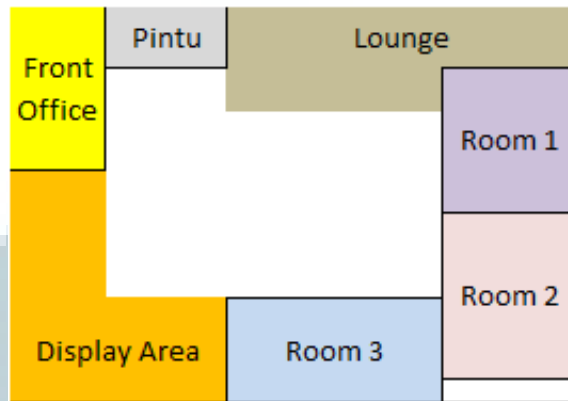 Pintu
Lounge
Front
Office
Room 1
Room 2
Display Area
Room 3